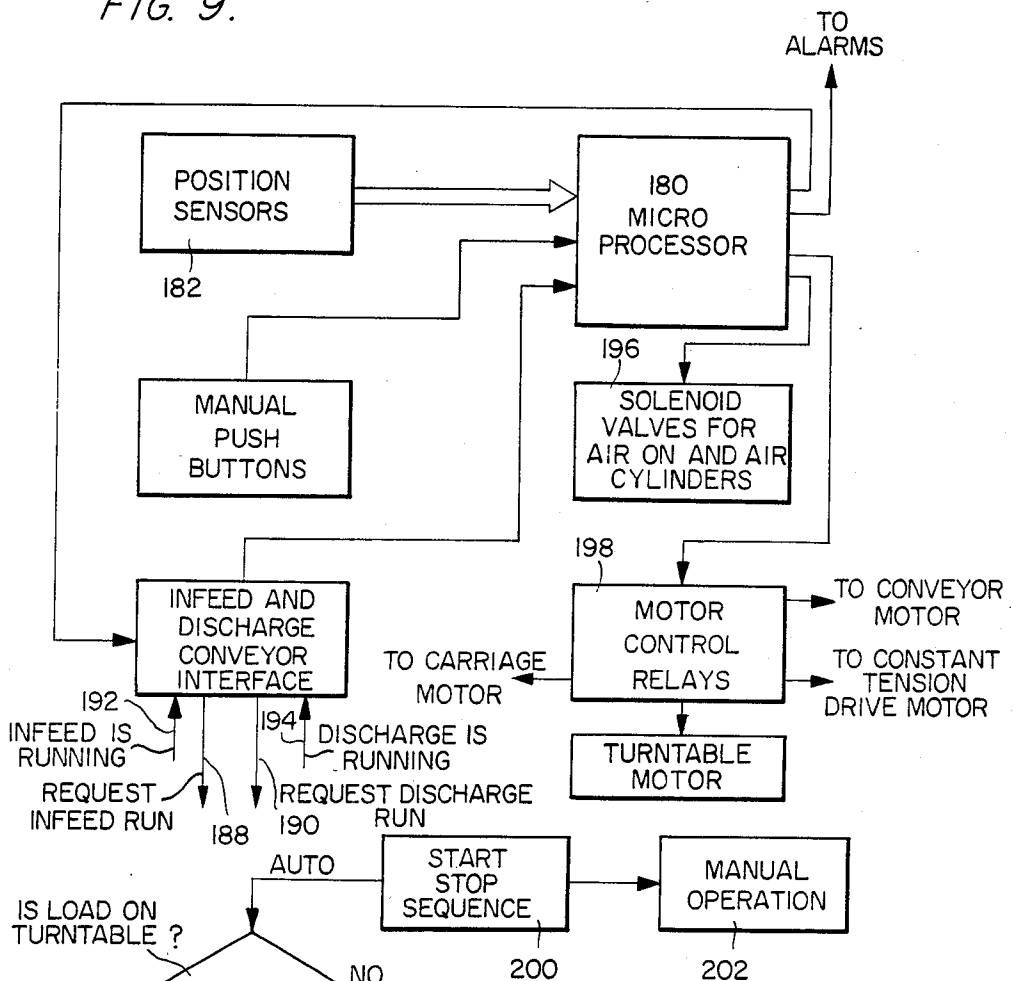 FIG. 9.
TO
ALARMS
POSITION
SENSORS
182
180
MICRO
PROCESSOR
MANUAL
PUSH
BUTTONS
196
SOLENOID
VALVES FOR
AIR ON AND AIR
CYLINDERS
INFEED AND
DISCHARGE
CONVEYOR
INTERFACE
198
MOTOR
CONTROL
RELAYS
TO CONVEYOR
MOTOR
TO CARRIAGE
MOTOR
TO CONSTANT
TENSION
DRIVE MOTOR
TURNTABLE
MOTOR
192
INFEED IS
RUNNING
194
DISCHARGE IS
RUNNING
REQUEST
INFEED RUN
188
190
REQUEST DISCHARGE
RUN
AUTO
START
STOP
SEQUENCE
200
MANUAL
OPERATION
202
IS LOAD ON
TURNTABLE ?
NO